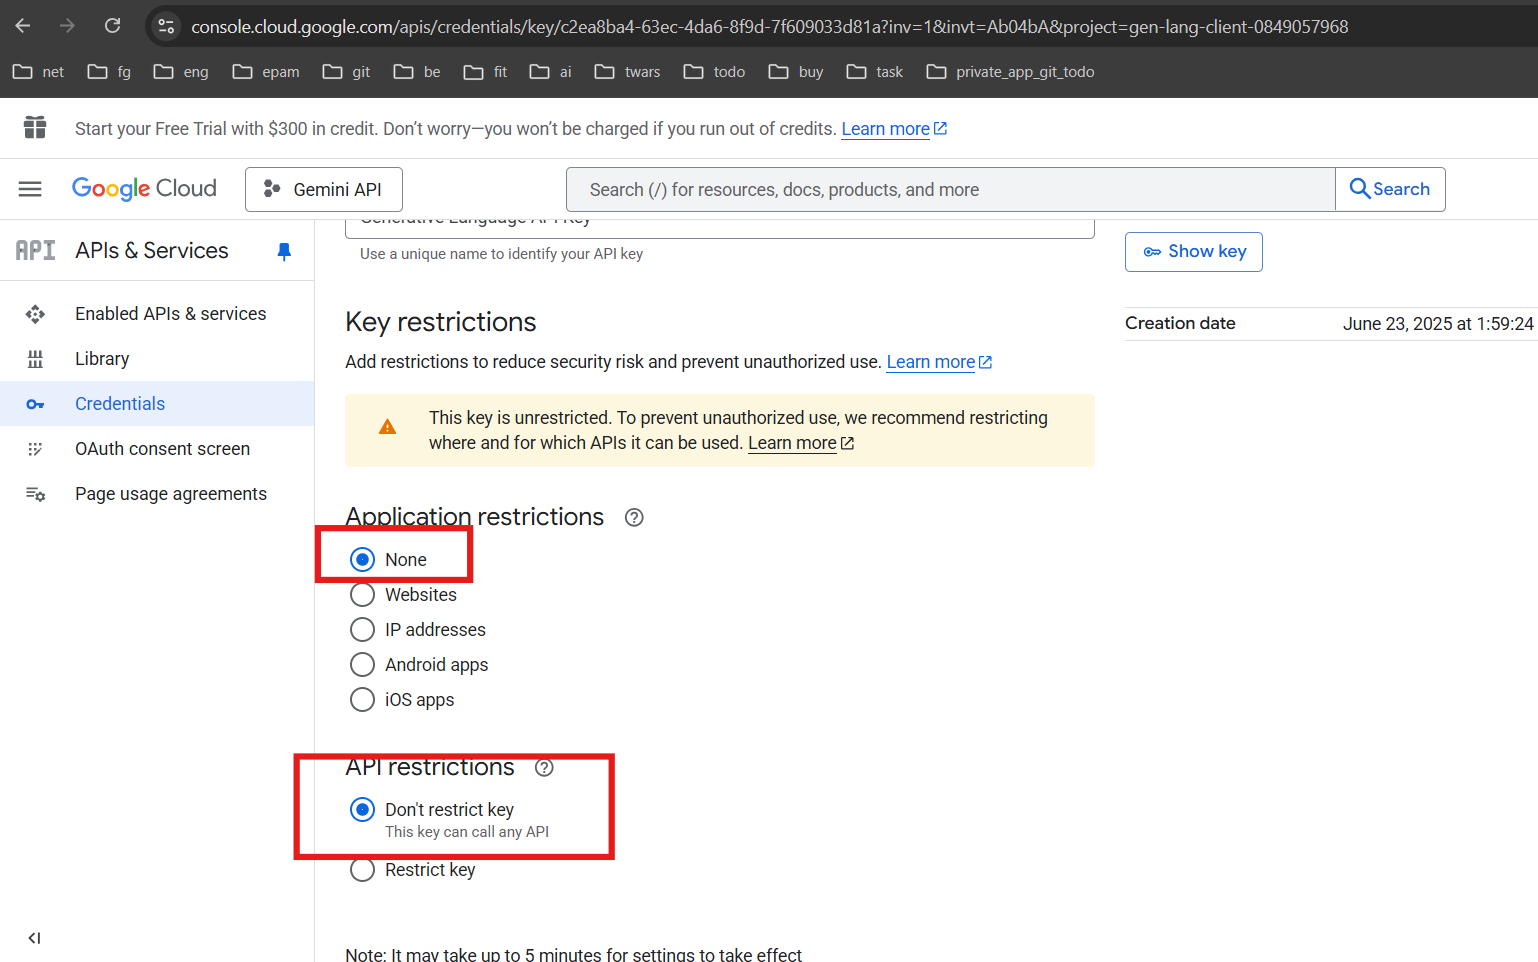 console.cloud.google.com/apis/credentials/key/c2ea8ba4-63ec-4da6-8f9d-7f609033d81a?inv=1&invt=Ab04bA&project=gen-lang-client-0849057968
net fg eng epam git be fit ai twars todo buy task private_app_git_todo
Start your Free Trial with $300 in credit. Don’t worry—you won’t be charged if you run out of credits. Learn more
Google Cloud
Gemini API
Search (/) for resources, docs, products, and more
Search
API
APIs & Services
Enabled APIs & services
Library
Credentials
OAuth consent screen
Page usage agreements
Generative Language API Key
Use a unique name to identify your API key
Key restrictions
Add restrictions to reduce security risk and prevent unauthorized use. Learn more
This key is unrestricted. To prevent unauthorized use, we recommend restricting
where and for which APIs it can be used. Learn more
Application restrictions
None
Websites
IP addresses
Android apps
iOS apps
API restrictions
Don't restrict key
This key can call any API
Restrict key
Note: It may take up to 5 minutes for settings to take effect
Show key
Creation date
June 23, 2025 at 1:59:24